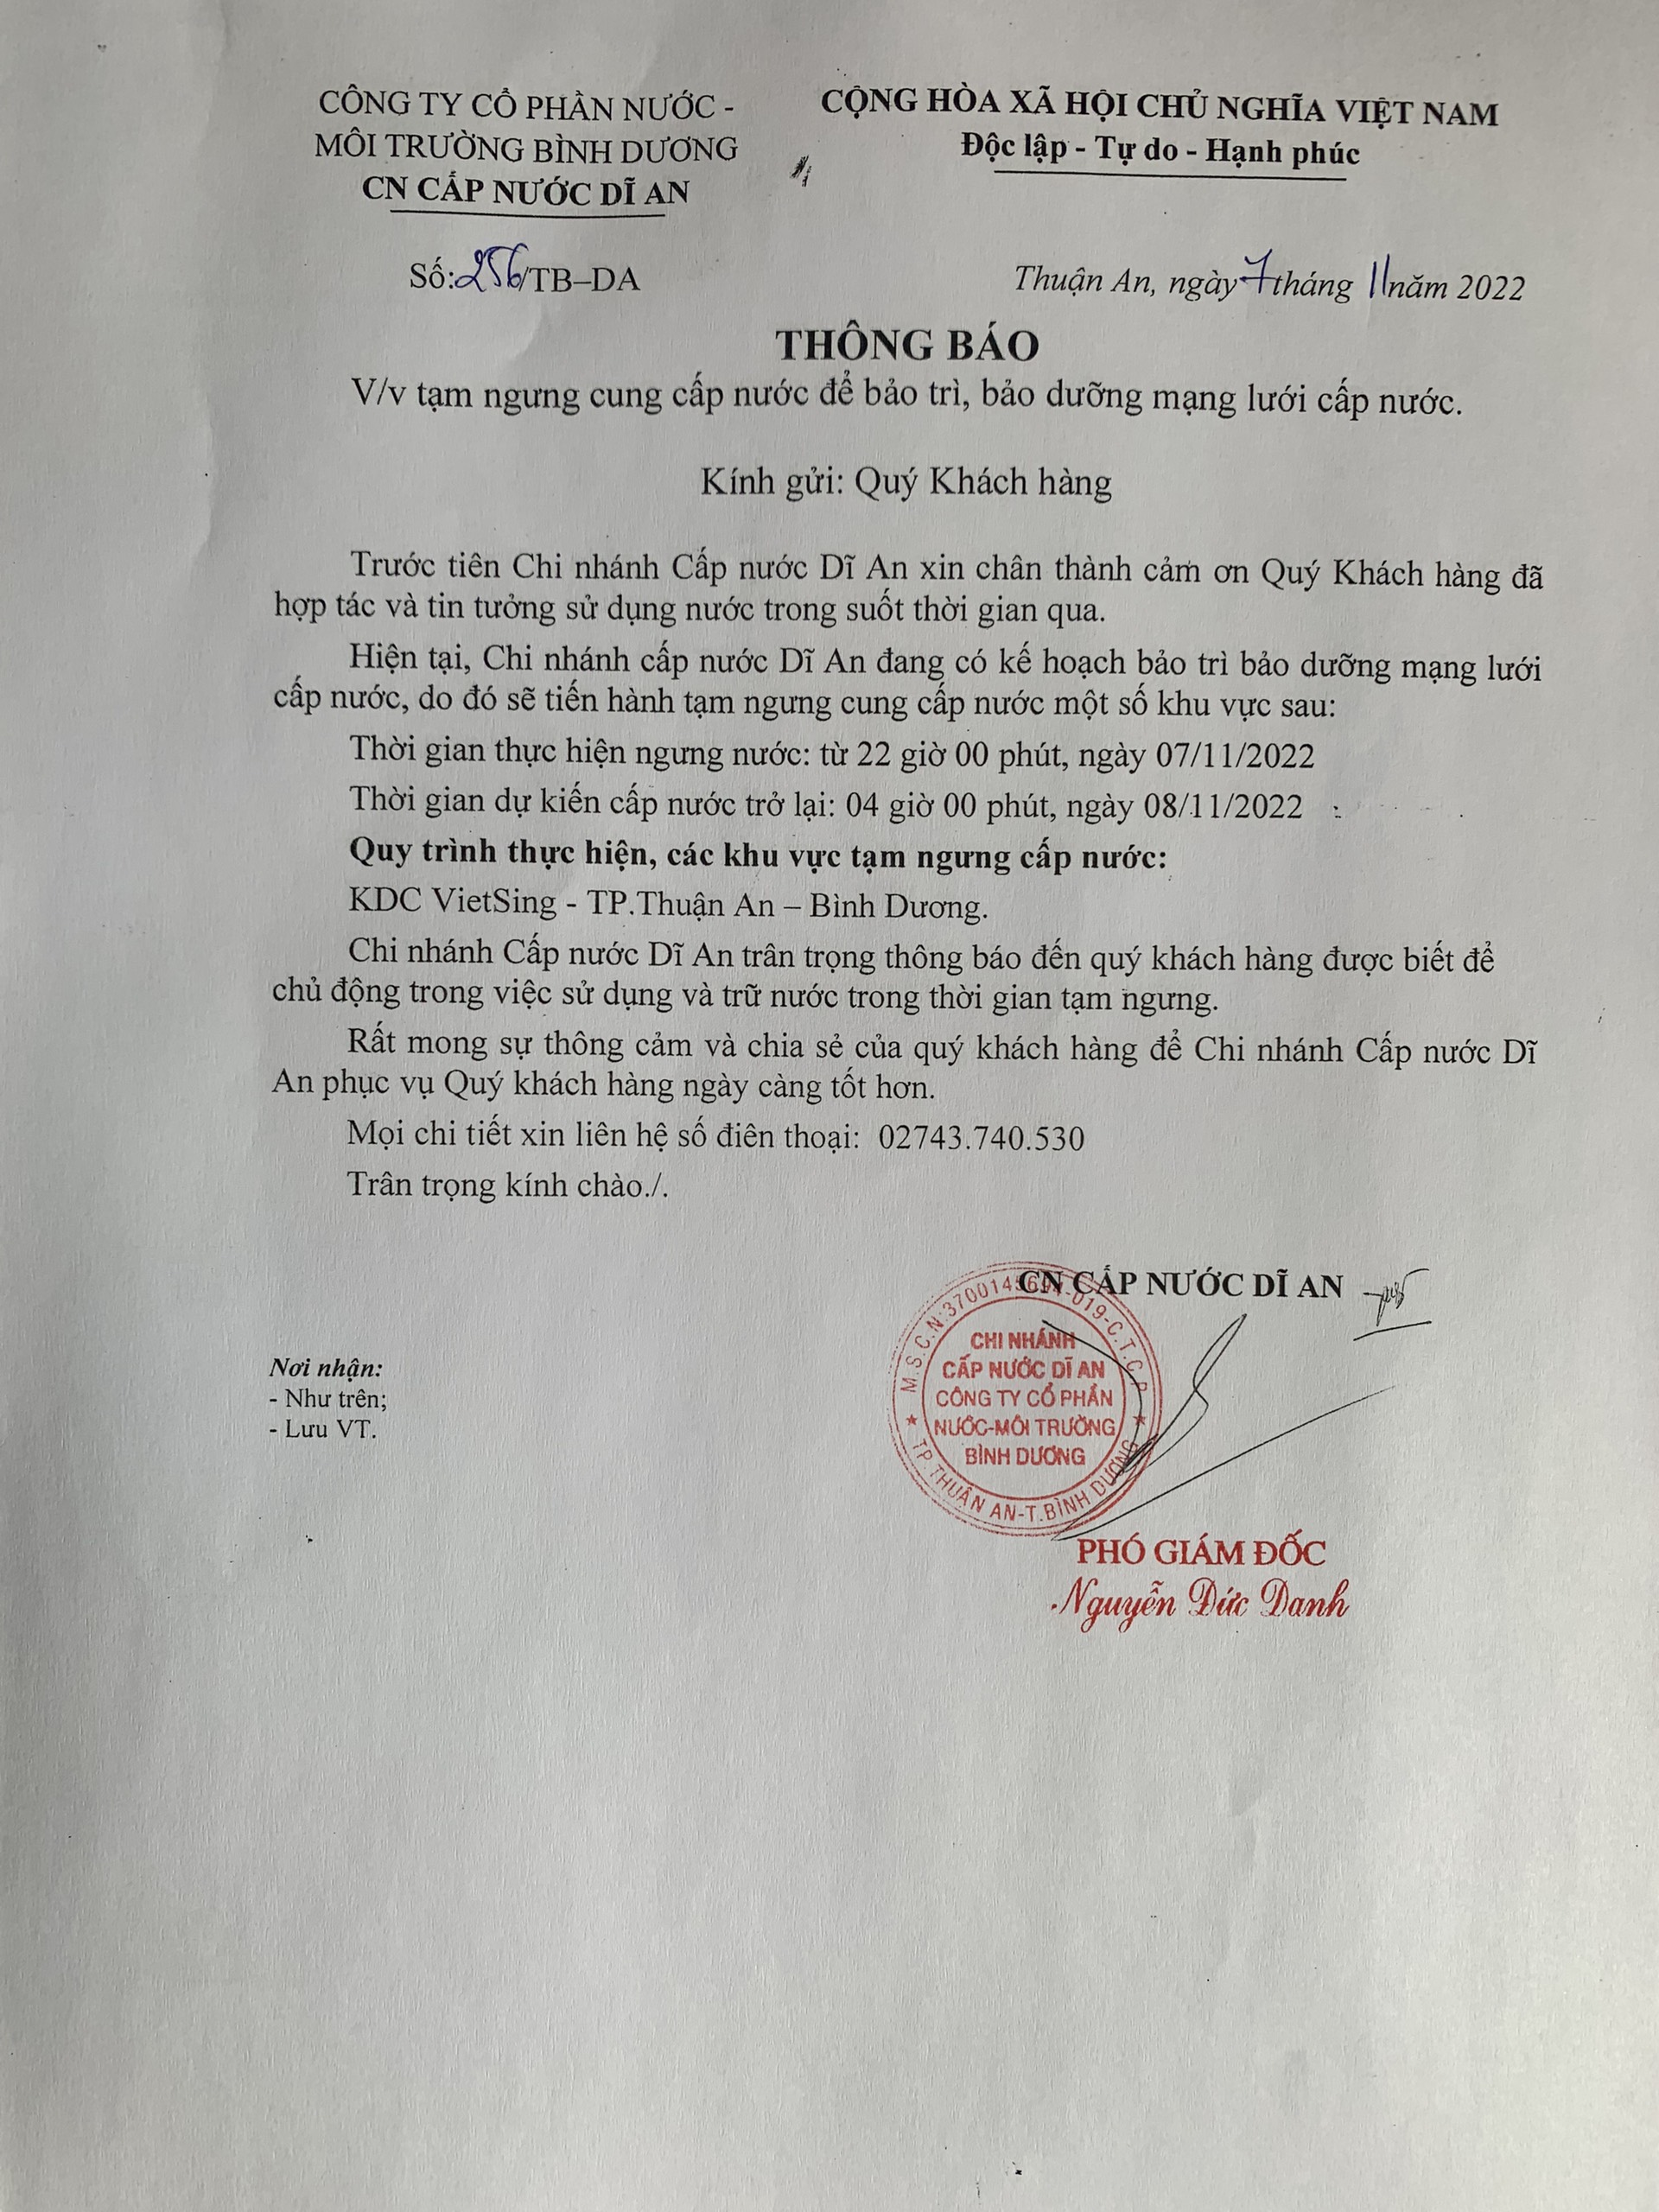 CÔNG TY CỔ PHẦN NƯỚC -
MÔI TRƯỜNG BÌNH DƯƠNG
CN CẤP NƯỚC DĨ AN
CỘNG HÒA XÃ HỘI CHỦ NGHĨA VIỆT NAM
Độc lập - Tự do - Hạnh phúc
Số: 256/TB–DA
Thuận An, ngày 7 tháng 11 năm 2022
THÔNG BÁO
V/v tạm ngưng cung cấp nước để bảo trì, bảo dưỡng mạng lưới cấp nước.
Kính gửi: Quý Khách hàng
Trước tiên Chi nhánh Cấp nước Dĩ An xin chân thành cảm ơn Quý Khách hàng đã
hợp tác và tin tưởng sử dụng nước trong suốt thời gian qua.
Hiện tại, Chi nhánh cấp nước Dĩ An đang có kế hoạch bảo trì bảo dưỡng mạng lưới
cấp nước, do đó sẽ tiến hành tạm ngưng cung cấp nước một số khu vực sau:
Thời gian thực hiện ngưng nước: từ 22 giờ 00 phút, ngày 07/11/2022
Thời gian dự kiến cấp nước trở lại: 04 giờ 00 phút, ngày 08/11/2022
Quy trình thực hiện, các khu vực tạm ngưng cấp nước:
KDC VietSing - TP.Thuận An – Bình Dương.
Chi nhánh Cấp nước Dĩ An trân trọng thông báo đến quý khách hàng được biết để
chủ động trong việc sử dụng và trữ nước trong thời gian tạm ngưng.
Rất mong sự thông cảm và chia sẻ của quý khách hàng để Chi nhánh Cấp nước Dĩ
An phục vụ Quý khách hàng ngày càng tốt hơn.
Mọi chi tiết xin liên hệ số điên thoại: 02743.740.530
Trân trọng kính chào./.
CN CẤP NƯỚC DĨ AN
CHI NHÁNH
CẤP NƯỚC DĨ AN
CÔNG TY CỔ PHẦN
NƯỚC-MÔI TRƯỜNG
BÌNH DƯƠNG
TP.THUẬN AN-T.BÌNH DƯƠNG
Nơi nhận:
- Như trên;
- Lưu VT.
PHÓ GIÁM ĐỐC
Nguyễn Đức Danh